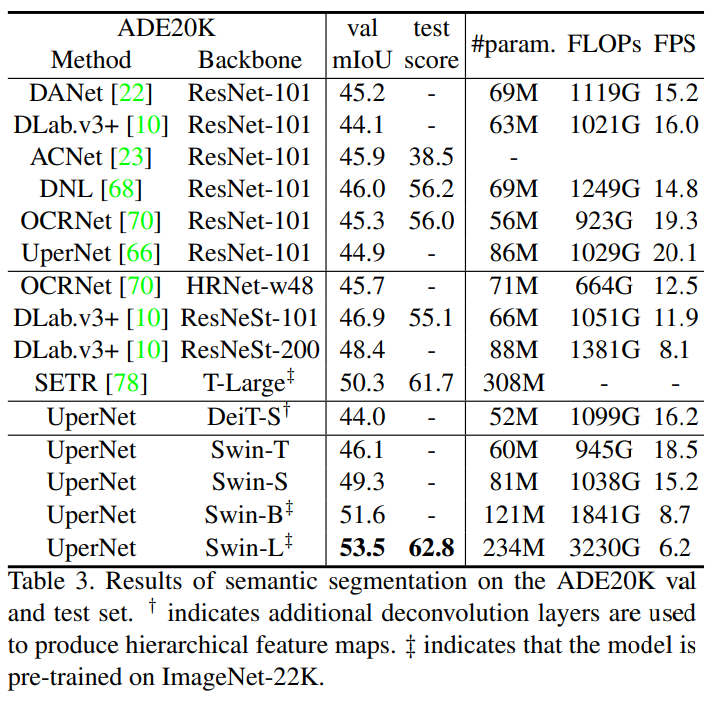 ADE20K val test #param. FLOPs FPS
Method Backbone mIoU score
DANet [22] ResNet-101 45.2 - 69M 1119G 15.2
DLab.v3+ [10] ResNet-101 44.1 - 63M 1021G 16.0
ACNet [23] ResNet-101 45.9 38.5 -
DNL [68] ResNet-101 46.0 56.2 69M 1249G 14.8
OCRNet [70] ResNet-101 45.3 56.0 56M 923G 19.3
UperNet [66] ResNet-101 44.9 - 86M 1029G 20.1
OCRNet [70] HRNet-w48 45.7 - 71M 664G 12.5
DLab.v3+ [10] ResNeSt-101 46.9 55.1 66M 1051G 11.9
DLab.v3+ [10] ResNeSt-200 48.4 - 88M 1381G 8.1
SETR [78] T-Large‡ 50.3 61.7 308M - -
UperNet DeiT-S† 44.0 - 52M 1099G 16.2
UperNet Swin-T 46.1 - 60M 945G 18.5
UperNet Swin-S 49.3 - 81M 1038G 15.2
UperNet Swin-B‡ 51.6 - 121M 1841G 8.7
UperNet Swin-L‡ 53.5 62.8 234M 3230G 6.2
Table 3. Results of semantic segmentation on the ADE20K val
and test set. † indicates additional deconvolution layers are used
to produce hierarchical feature maps. ‡ indicates that the model is
pre-trained on ImageNet-22K.